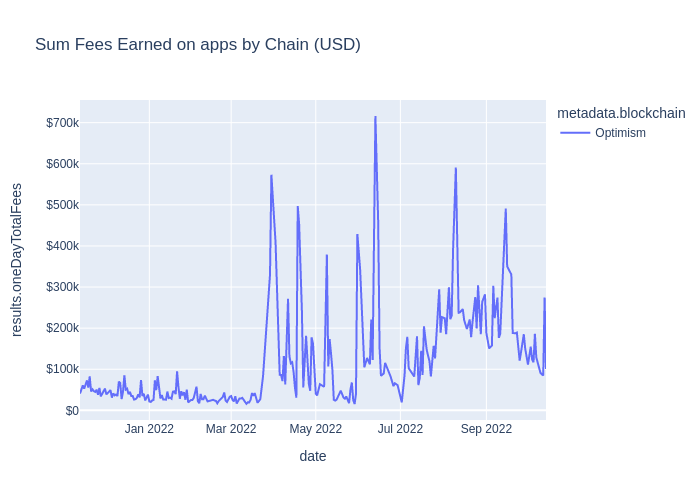 Sum Fees Earned on apps by Chain (USD)
metadata.blockchain
Optimism
$700k
$600k
$500k
$400k
$300k
$200k
$100k
$0
results.oneDayTotalFees
Jan 2022
Mar 2022
May 2022
Jul 2022
Sep 2022
date